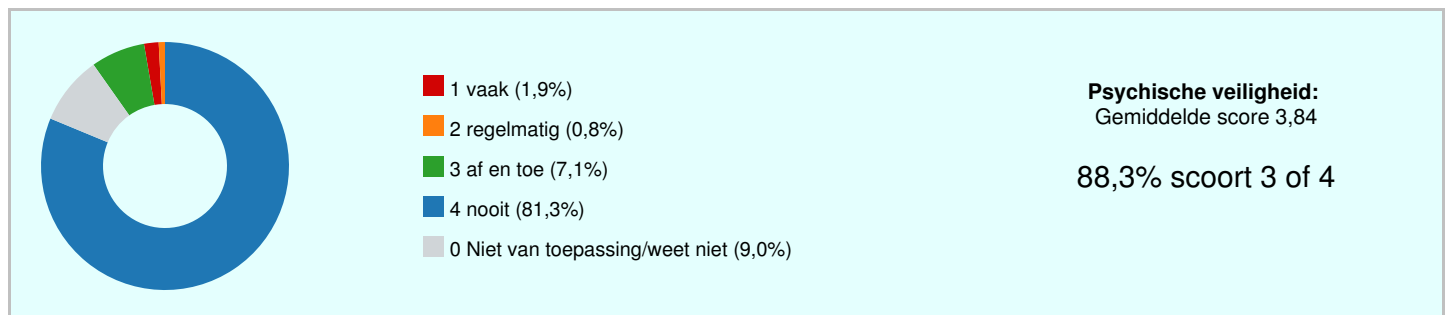 1 vaak (1,9%)
2 regelmatig (0,8%)
3 af en toe (7,1%)
4 nooit (81,3%)
0 Niet van toepassing/weet niet (9,0%)
Psychische veiligheid:
Gemiddelde score 3,84
88,3% scoort 3 of 4